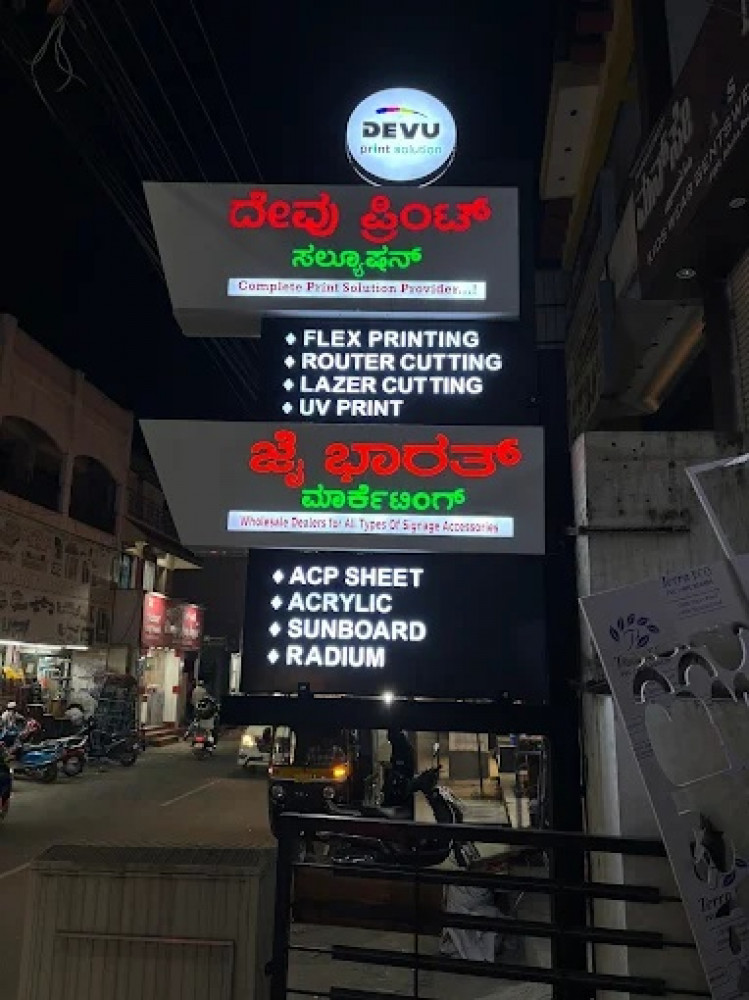 DEVU
print solution
ದೇವು ಪ್ರಿಂಟ್
ಸಲ್ಯೂಷನ್
Complete Print Solution Provider...!
♦ FLEX PRINTING
♦ ROUTER CUTTING
♦ LAZER CUTTING
♦ UV PRINT
ಜೈ ಭಾರತ್
ಮಾರ್ಕೆಟಿಂಗ್
Wholesale Dealers for All Types Of Signage Accessories
♦ ACP SHEET
♦ ACRYLIC
♦ SUNBOARD
♦ RADIUM
Terra